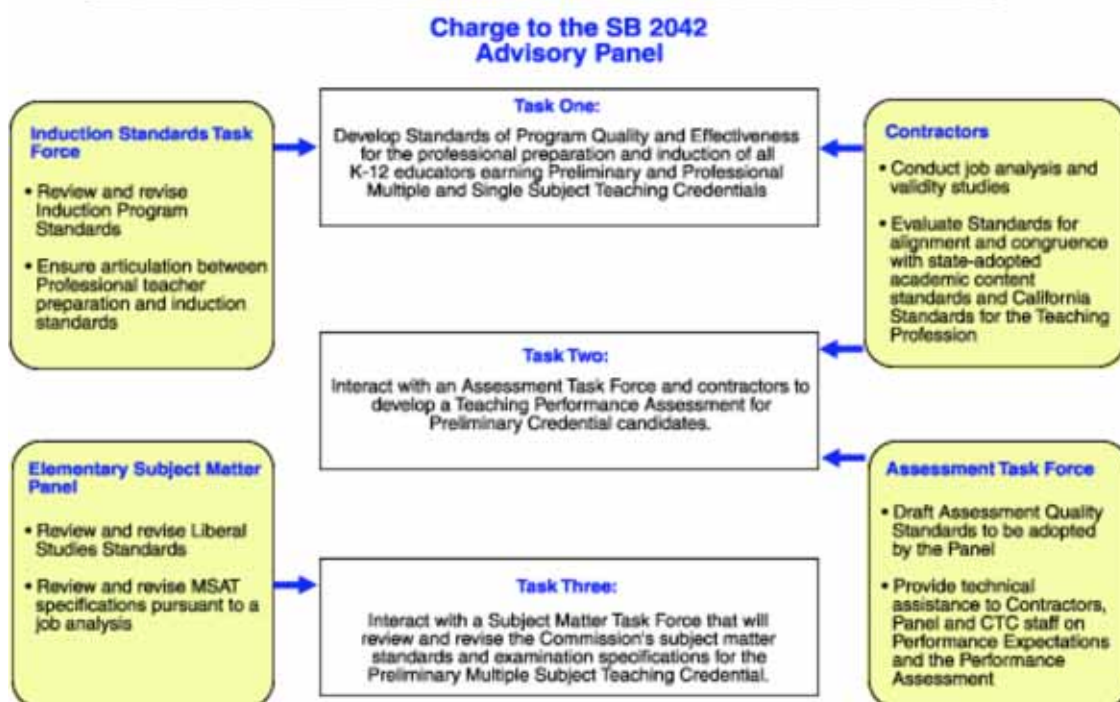 Charge to the SB 2042
Advisory Panel
Induction Standards Task
Force
• Review and revise
Induction Program
Standards
• Ensure articulation between
Professional teacher
preparation and induction
standards
Task One:
Develop Standards of Program Quality and Effectiveness
for the professional preparation and induction of all
K-12 educators earning Preliminary and Professional
Multiple and Single Subject Teaching Credentials
Contractors
• Conduct job analysis and
validity studies
• Evaluate Standards for
alignment and congruence
with state-adopted
academic content
standards and California
Standards for the Teaching
Profession
Task Two:
Interact with an Assessment Task Force and contractors to
develop a Teaching Performance Assessment for
Preliminary Credential candidates.
Elementary Subject Matter
Panel
• Review and revise Liberal
Studies Standards
• Review and revise MSAT
specifications pursuant to a
job analysis
Task Three:
Interact with a Subject Matter Task Force that will
review and revise the Commission's subject matter
standards and examination specifications for the
Preliminary Multiple Subject Teaching Credential.
Assessment Task Force
• Draft Assessment Quality
Standards to be adopted
by the Panel
• Provide technical
assistance to Contractors,
Panel and CTC staff on
Performance Expectations
and the Performance
Assessment